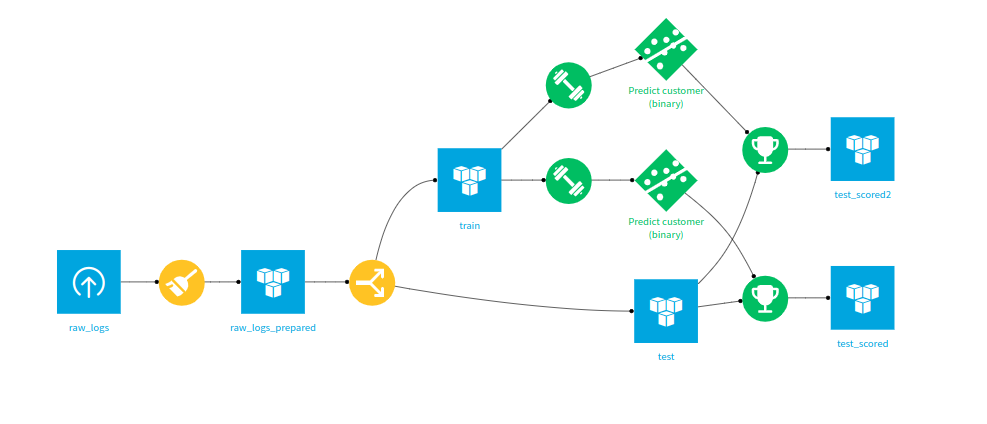 Predict customer
(binary)
test_scored2
train
Predict customer
(binary)
raw_logs
raw_logs_prepared
test
test_scored